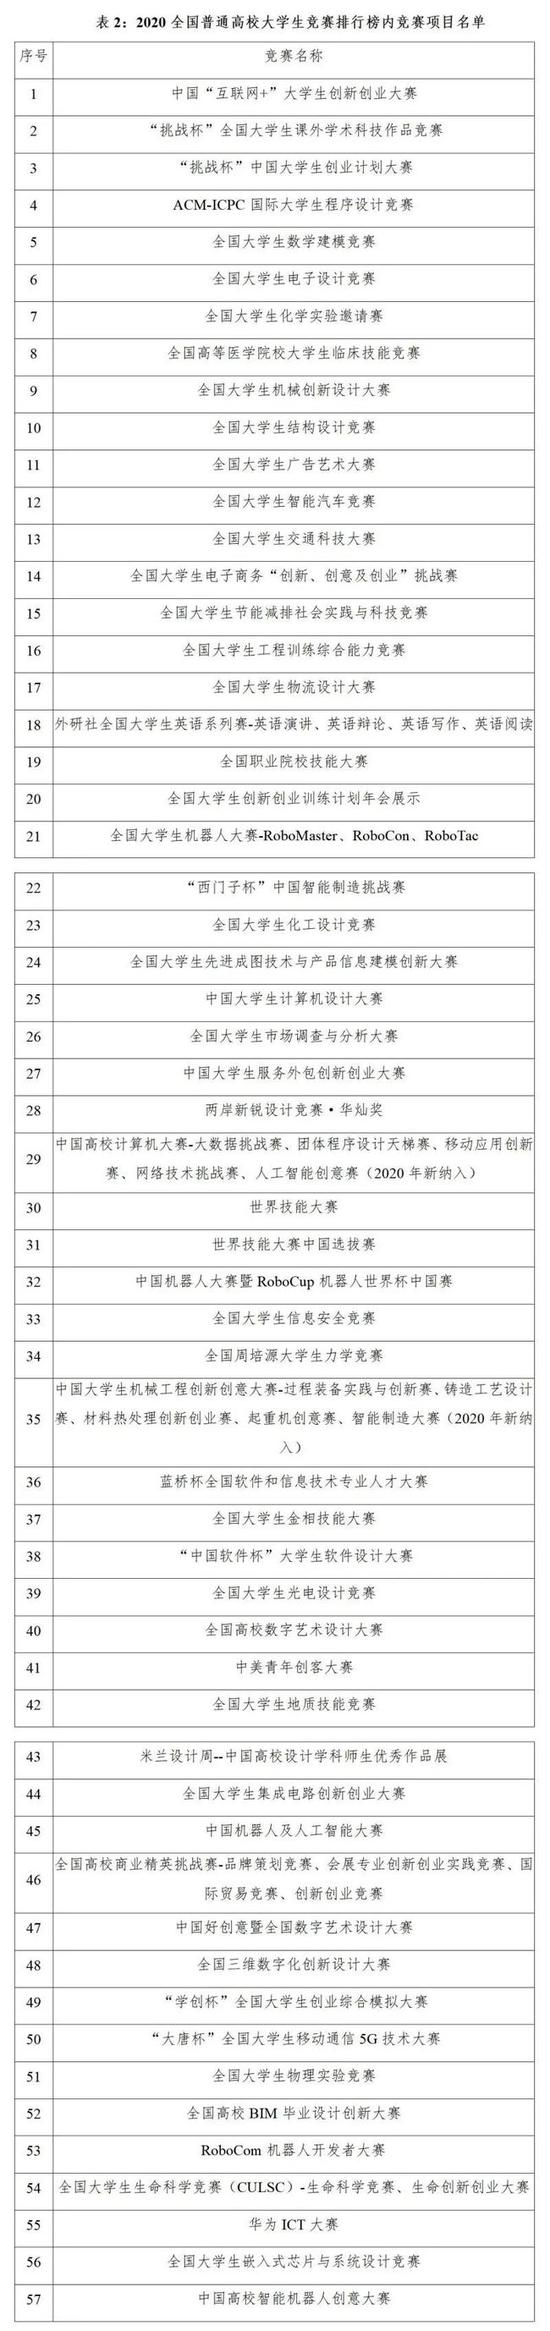 表 2：2020 全国普通高校大学生竞赛排行榜内竞赛项目名单
序号 竞赛名称
1 中国“互联网+”大学生创新创业大赛
2 “挑战杯”全国大学生课外学术科技作品竞赛
3 “挑战杯”中国大学生创业计划大赛
4 ACM-ICPC 国际大学生程序设计竞赛
5 全国大学生数学建模竞赛
6 全国大学生电子设计竞赛
7 全国大学生化学实验邀请赛
8 全国高等医学院校大学生临床技能竞赛
9 全国大学生机械创新设计大赛
10 全国大学生结构设计竞赛
11 全国大学生广告艺术大赛
12 全国大学生智能汽车竞赛
13 全国大学生交通科技大赛
14 全国大学生电子商务“创新、创意及创业”挑战赛
15 全国大学生节能减排社会实践与科技竞赛
16 全国大学生工程训练综合能力竞赛
17 全国大学生物流设计大赛
18 外研社全国大学生英语系列赛-英语演讲、英语辩论、英语写作、英语阅读
19 全国职业院校技能大赛
20 全国大学生创新创业训练计划年会展示
21 全国大学生机器人大赛-RoboMaster、RoboCon、RoboTac
22 “西门子杯”中国智能制造挑战赛
23 全国大学生化工设计竞赛
24 全国大学生先进成图技术与产品信息建模创新大赛
25 中国大学生计算机设计大赛
26 全国大学生市场调查与分析大赛
27 中国大学生服务外包创新创业大赛
28 两岸新锐设计竞赛·华灿奖
29 中国高校计算机大赛-大数据挑战赛、团体程序设计天梯赛、移动应用创新
赛、网络技术挑战赛、人工智能创意赛（2020 年新纳入）
30 世界技能大赛
31 世界技能大赛中国选拔赛
32 中国机器人大赛暨 RoboCup 机器人世界杯中国赛
33 全国大学生信息安全竞赛
34 全国周培源大学生力学竞赛
35 中国大学生机械工程创新创意大赛-过程装备实践与创新赛、铸造工艺设计
赛、材料热处理创新创业赛、起重机创意赛、智能制造大赛（2020 年新纳
入）
36 蓝桥杯全国软件和信息技术专业人才大赛
37 全国大学生金相技能大赛
38 “中国软件杯”大学生软件设计大赛
39 全国大学生光电设计竞赛
40 全国高校数字艺术设计大赛
41 中美青年创客大赛
42 全国大学生地质技能竞赛
43 米兰设计周--中国高校设计学科师生优秀作品展
44 全国大学生集成电路创新创业大赛
45 中国机器人及人工智能大赛
46 全国高校商业精英挑战赛-品牌策划竞赛、会展专业创新创业实践竞赛、国
际贸易竞赛、创新创业竞赛
47 中国好创意暨全国数字艺术设计大赛
48 全国三维数字化创新设计大赛
49 “学创杯”全国大学生创业综合模拟大赛
50 “大唐杯”全国大学生移动通信 5G 技术大赛
51 全国大学生物理实验竞赛
52 全国高校 BIM 毕业设计创新大赛
53 RoboCom 机器人开发者大赛
54 全国大学生生命科学竞赛（CULSC）-生命科学竞赛、生命创新创业大赛
55 华为 ICT 大赛
56 全国大学生嵌入式芯片与系统设计竞赛
57 中国高校智能机器人创意大赛